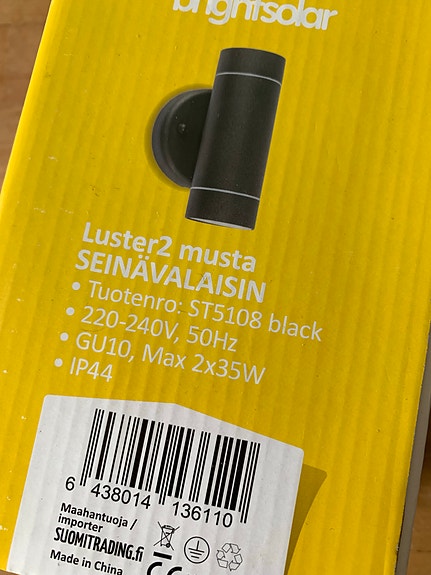 brightsolar
Luster2 musta
SEINÄVALAISIN
• Tuotenro: ST5108 black
• 220-240V, 50Hz
• GU10, Max 2x35W
• IP44
6 438014 136110
Maahantuoja /
importer
SUOMITRADING.fi
Made in China
CE